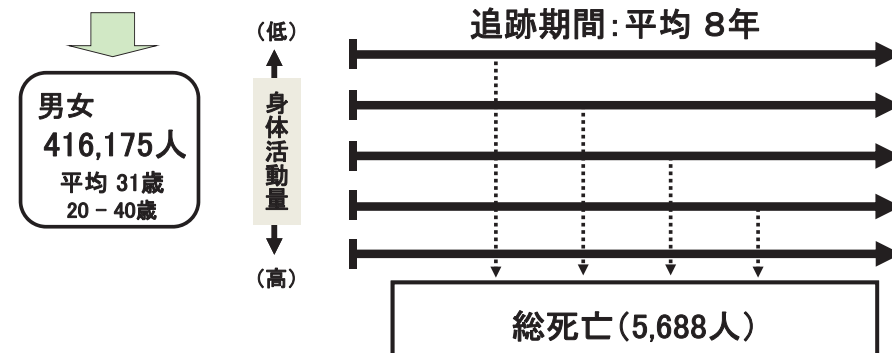 追跡期間:平均 8年
男女
416,175人
平均 31歳
20 - 40歳
(低)
身体活動量
(高)
総死亡(5,688人)